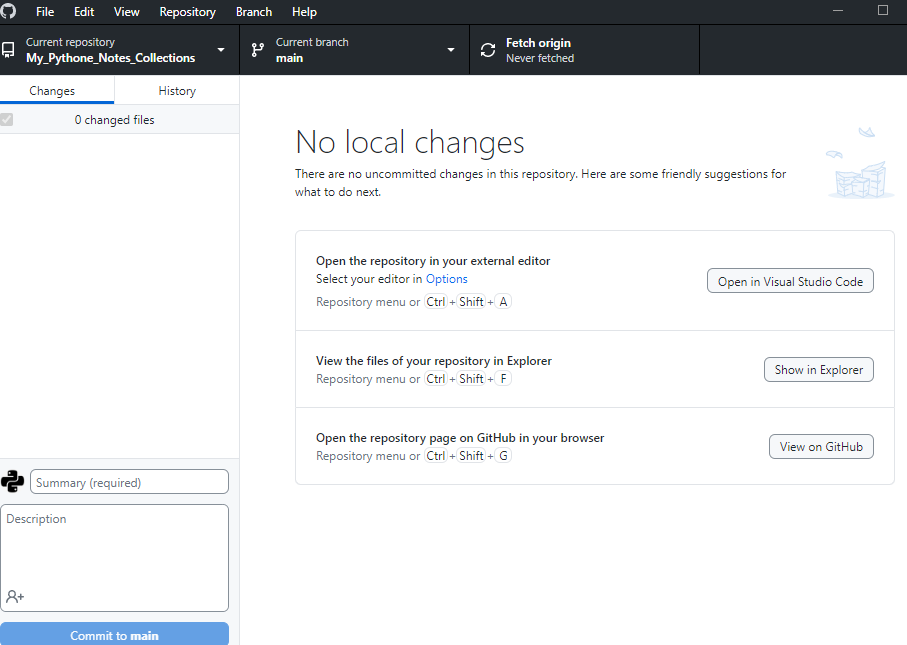 File Edit View Repository Branch Help
Current repository
My_Pythone_Notes_Collections
Current branch
main
Fetch origin
Never fetched
Changes
History
0 changed files
No local changes
There are no uncommitted changes in this repository. Here are some friendly suggestions for
what to do next.
Open the repository in your external editor
Select your editor in Options
Repository menu or Ctrl + Shift + A
Open in Visual Studio Code
View the files of your repository in Explorer
Repository menu or Ctrl + Shift + F
Show in Explorer
Open the repository page on GitHub in your browser
Repository menu or Ctrl + Shift + G
View on GitHub
Summary (required)
Description
Commit to main